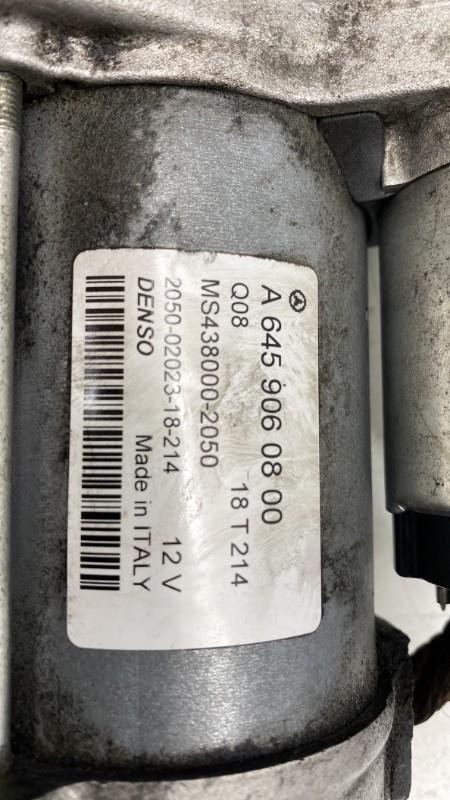 A 645 906 08 00
Q08 18 T 214
MS438000-2050
2050-02023-18-214 12 V
DENSO Made in ITALY